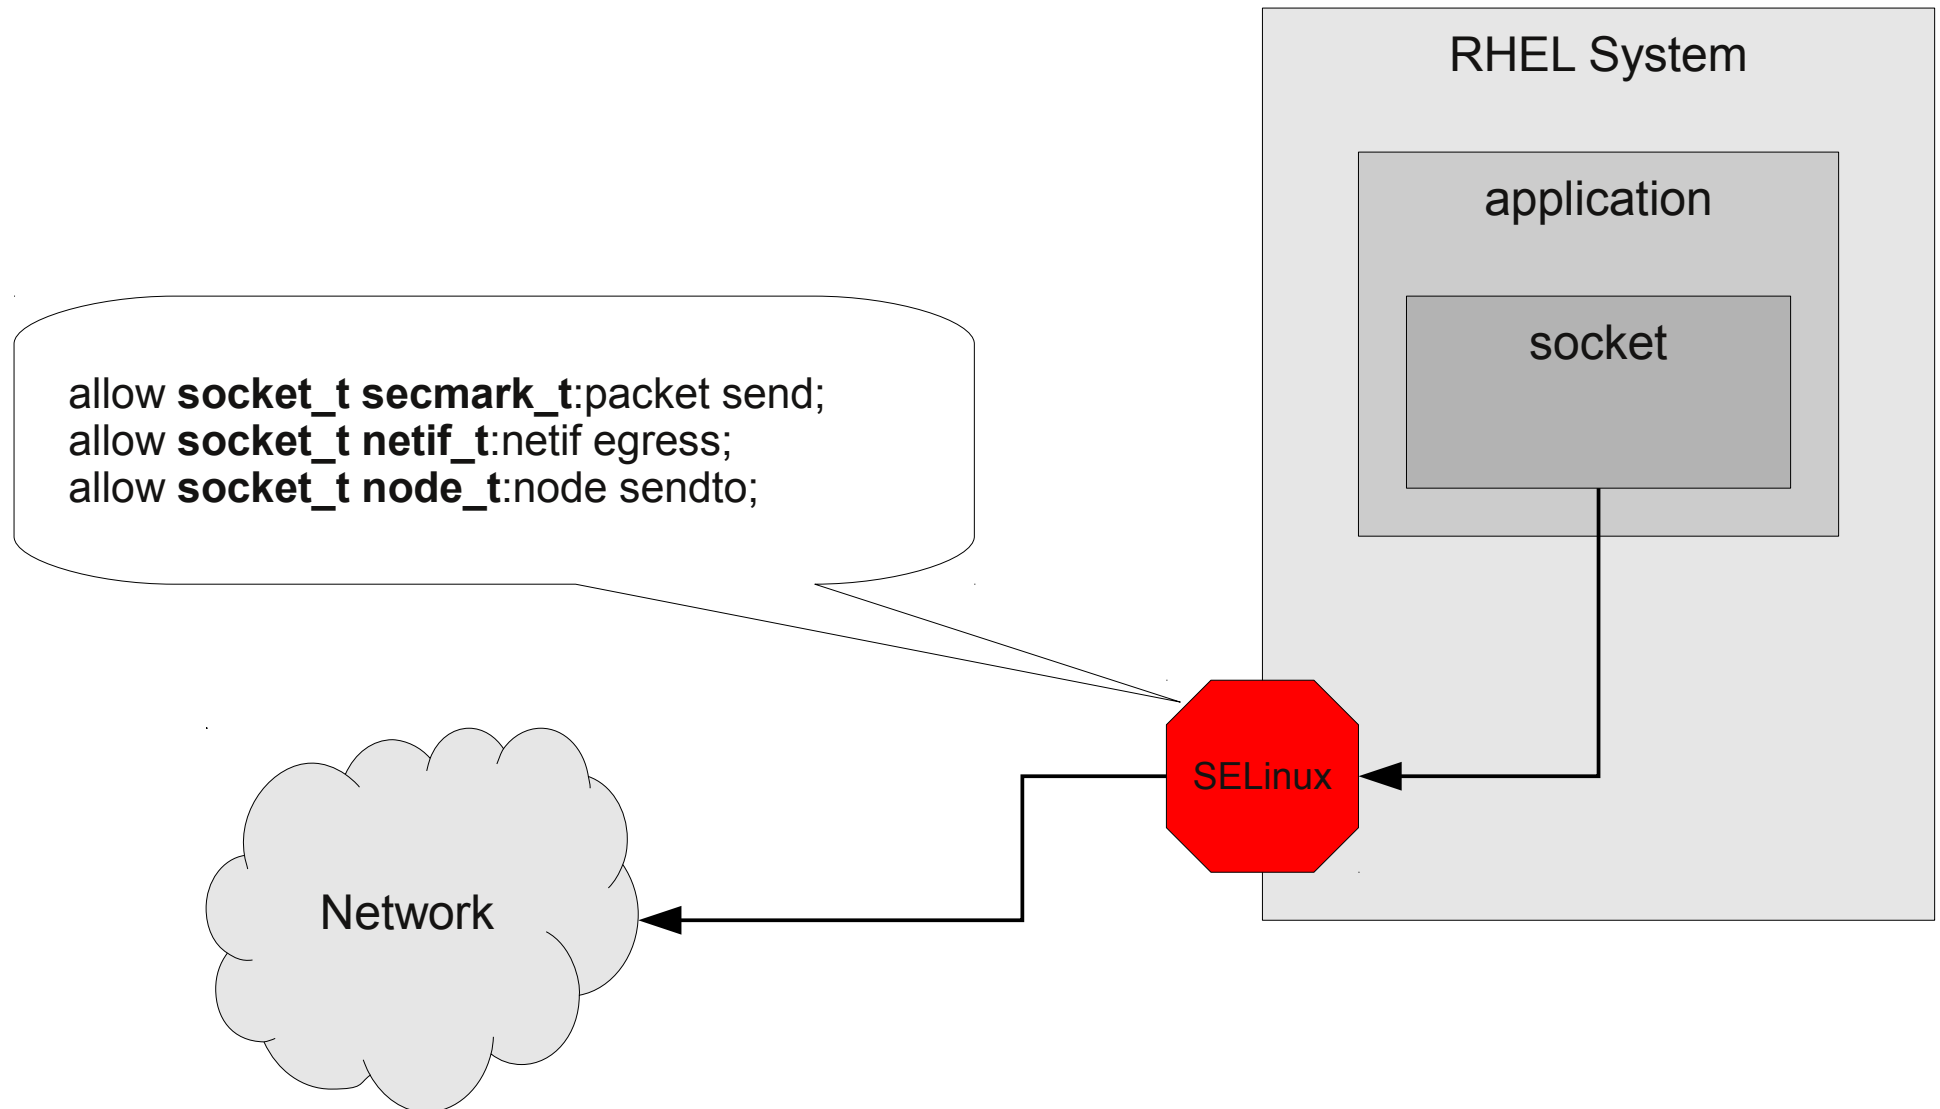 RHEL System
application
socket
allow socket_t secmark_t:packet send;
allow socket_t netif_t:netif egress;
allow socket_t node_t:node sendto;
SELinux
Network